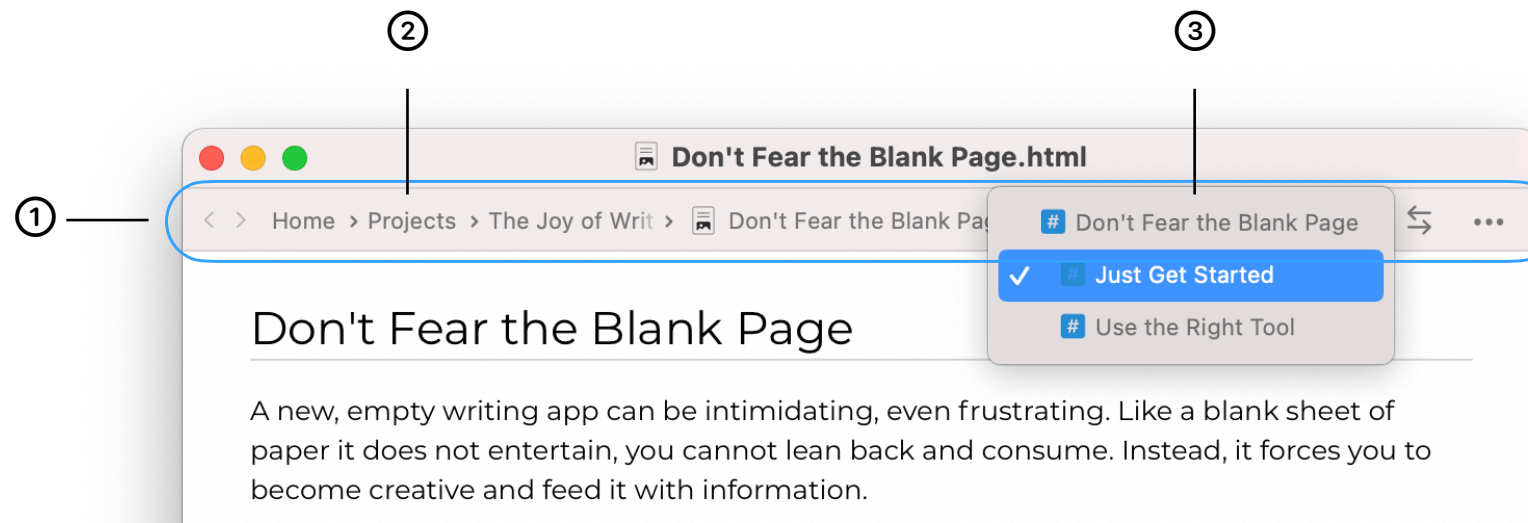 2
3
Don't Fear the Blank Page.html
1
Home > Projects > The Joy of Writ > Don't Fear the Blank Pag
# Don't Fear the Blank Page
✓ # Just Get Started
# Use the Right Tool
Don't Fear the Blank Page
A new, empty writing app can be intimidating, even frustrating. Like a blank sheet of
paper it does not entertain, you cannot lean back and consume. Instead, it forces you to
become creative and feed it with information.